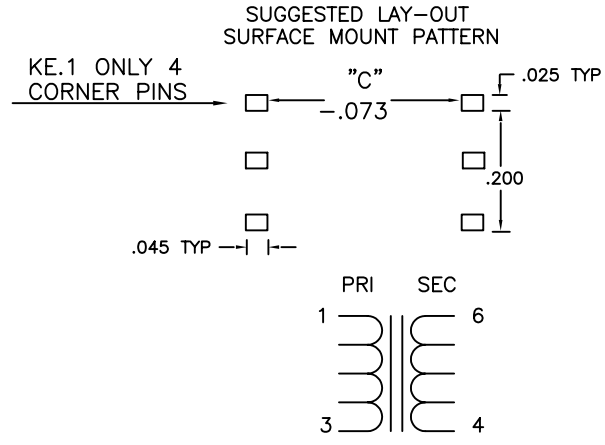 SUGGESTED LAY-OUT
SURFACE MOUNT PATTERN
KE.1 ONLY 4
CORNER PINS
"C"
-.073
.025 TYP
.200
.045 TYP
PRI SEC
1 6
3 4